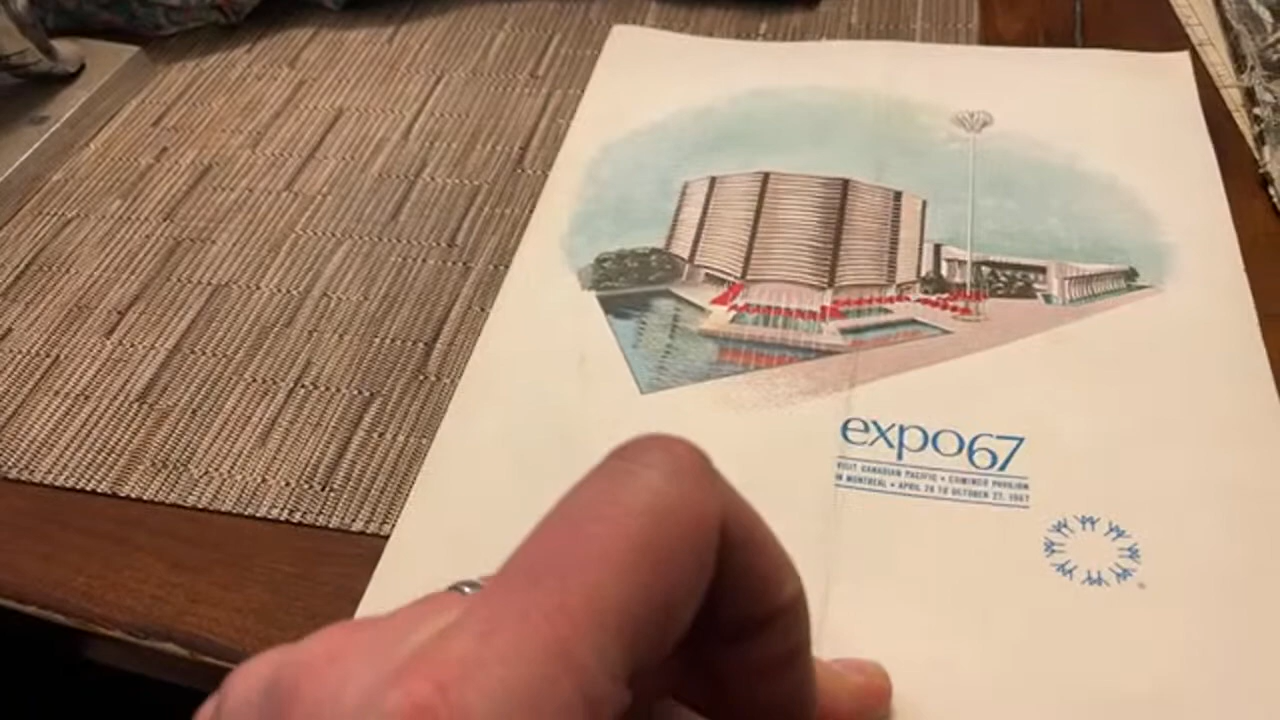 expo67
VISIT CANADIAN PACIFIC • COMINCO PAVILION
IN MONTREAL • APRIL 28 TO OCTOBER 27, 1967